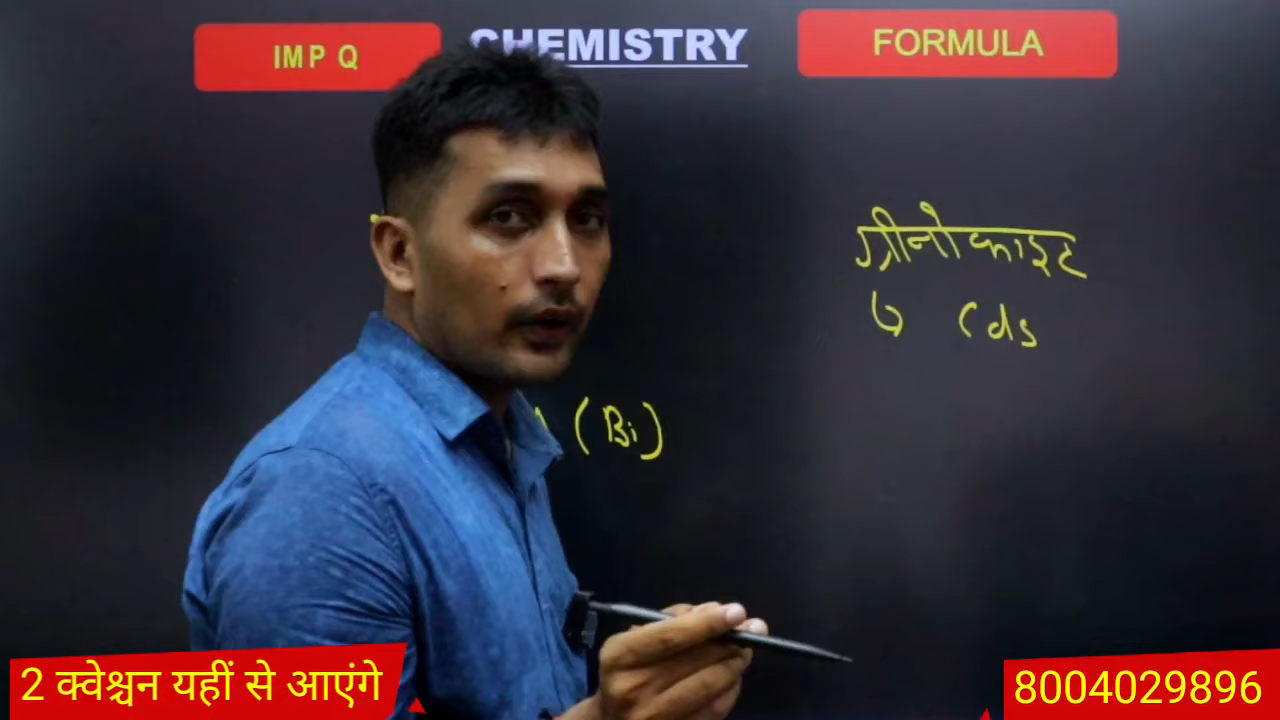 IMP Q
CHEMISTRY
FORMULA
ग्रीनोकाइट
↳ Cds
(Bi)
2 क्वेश्चन यहीं से आएंगे
8004029896